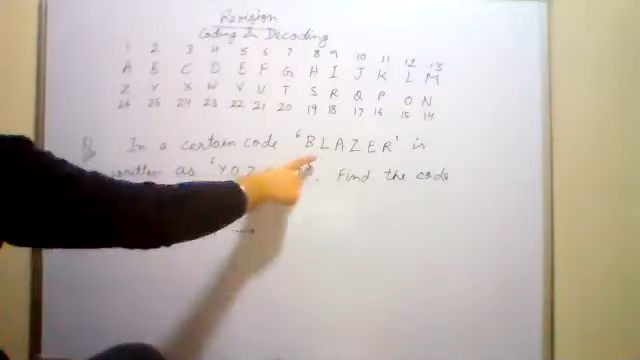 Revision
Coding & Decoding
1 2 3 4 5 6 7 8 9 10 11 12 13
A B C D E F G H I J K L M
Z Y X W V U T S R Q P O N
26 25 24 23 22 21 20 19 18 17 16 15 14
Q In a certain code 'BLAZER' is
written as 'YOZ . Find the code